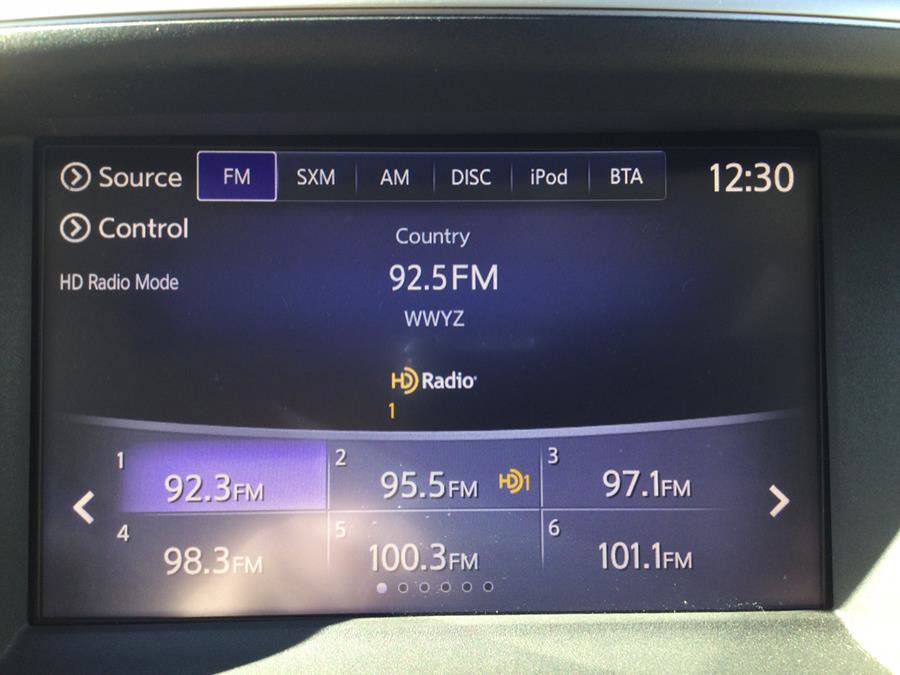 Source FM SXM AM DISC iPod BTA 12:30
Control
Country
HD Radio Mode
92.5FM
WWYZ
HD Radio
1
1 92.3FM 2 95.5FM HD1 3 97.1FM
4 98.3FM 5 100.3FM 6 101.1FM